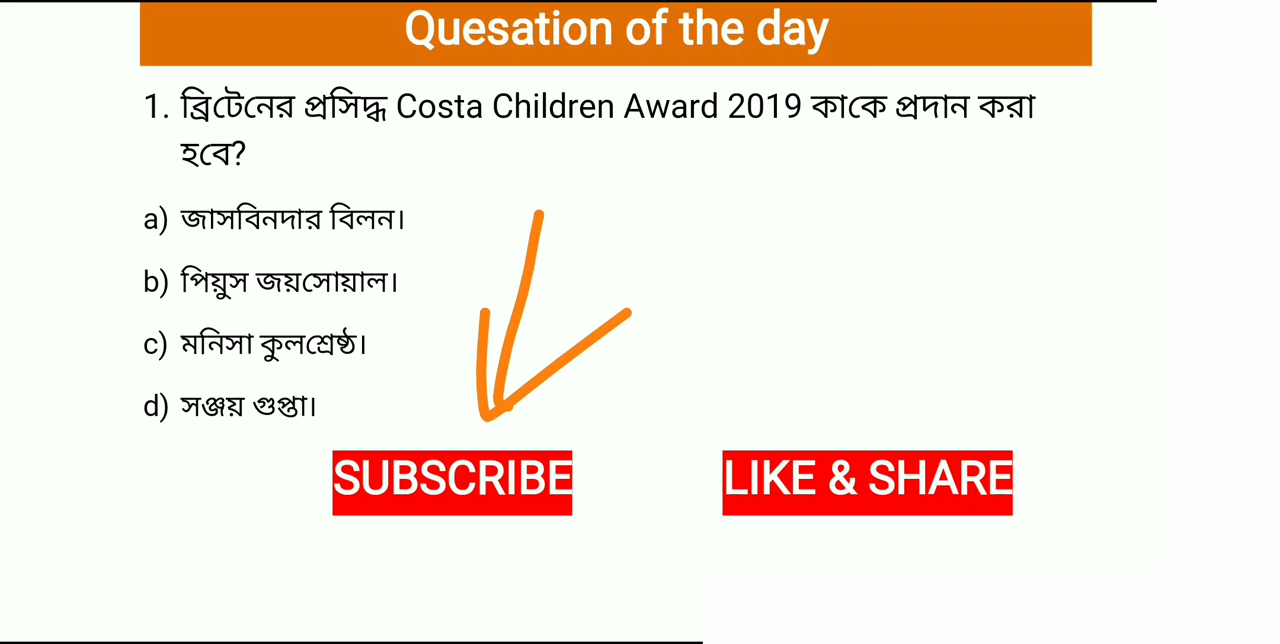 Quesation of the day
1. ব্রিটেনের প্রসিদ্ধ Costa Children Award 2019 কাকে প্রদান করা
হবে?
a) জাসবিনদার বিলন।
b) পিয়ুস জয়সোয়াল।
c) মনিসা কুলশ্রেষ্ঠ।
d) সঞ্জয় গুপ্তা।
SUBSCRIBE
LIKE & SHARE